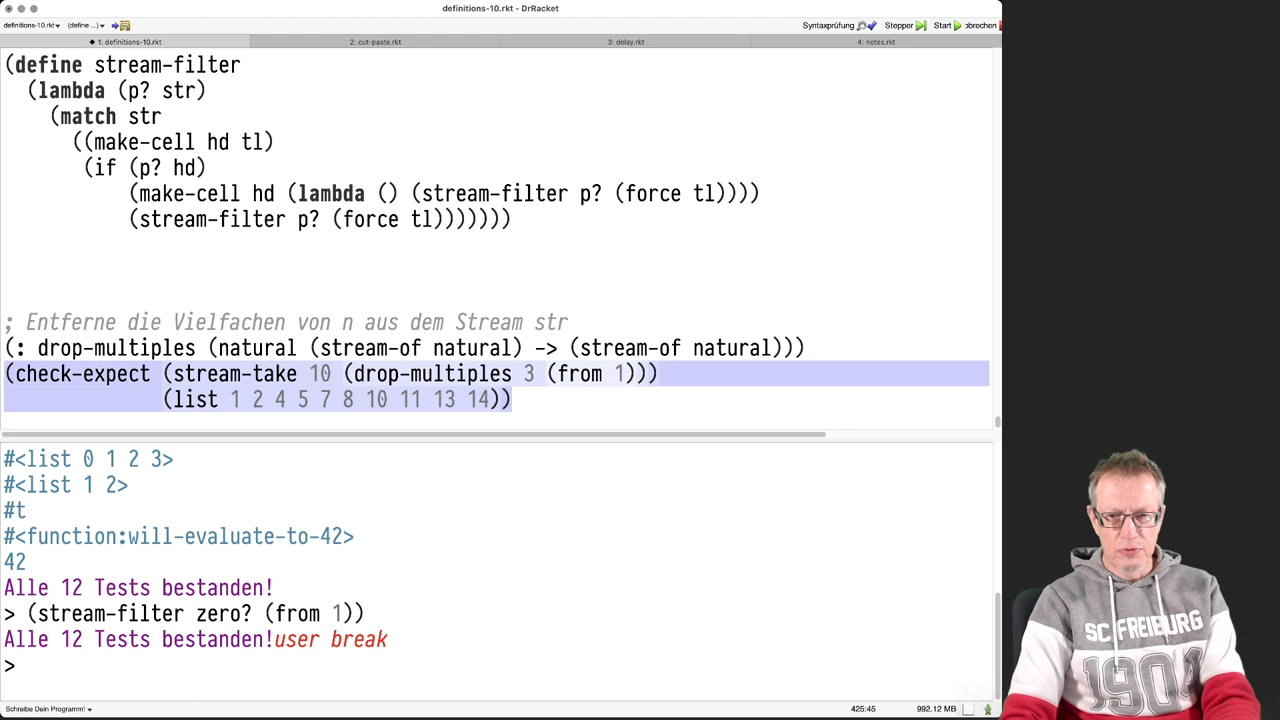 definitions-10.rkt - DrRacket
definitions-10.rkt▾ (define ...)▾ Syntaxprüfung Stepper Start
◆ 1: definitions-10.rkt 2: cut-paste.rkt 3: delay.rkt 4: notes.rkt
(define stream-filter
(lambda (p? str)
(match str
((make-cell hd tl)
(if (p? hd)
(make-cell hd (lambda () (stream-filter p? (force tl))))
(stream-filter p? (force tl)))))))
; Entferne die Vielfachen von n aus dem Stream str
(: drop-multiples (natural (stream-of natural) -> (stream-of natural)))
(check-expect (stream-take 10 (drop-multiples 3 (from 1)))
(list 1 2 4 5 7 8 10 11 13 14))
#<list 0 1 2 3>
#<list 1 2>
#t
#<function:will-evaluate-to-42>
42
Alle 12 Tests bestanden!
> (stream-filter zero? (from 1))
Alle 12 Tests bestanden!user break
>
Schreibe Dein Programm!▾ 425:45 992.12 MB
SC FREIBURG
1904